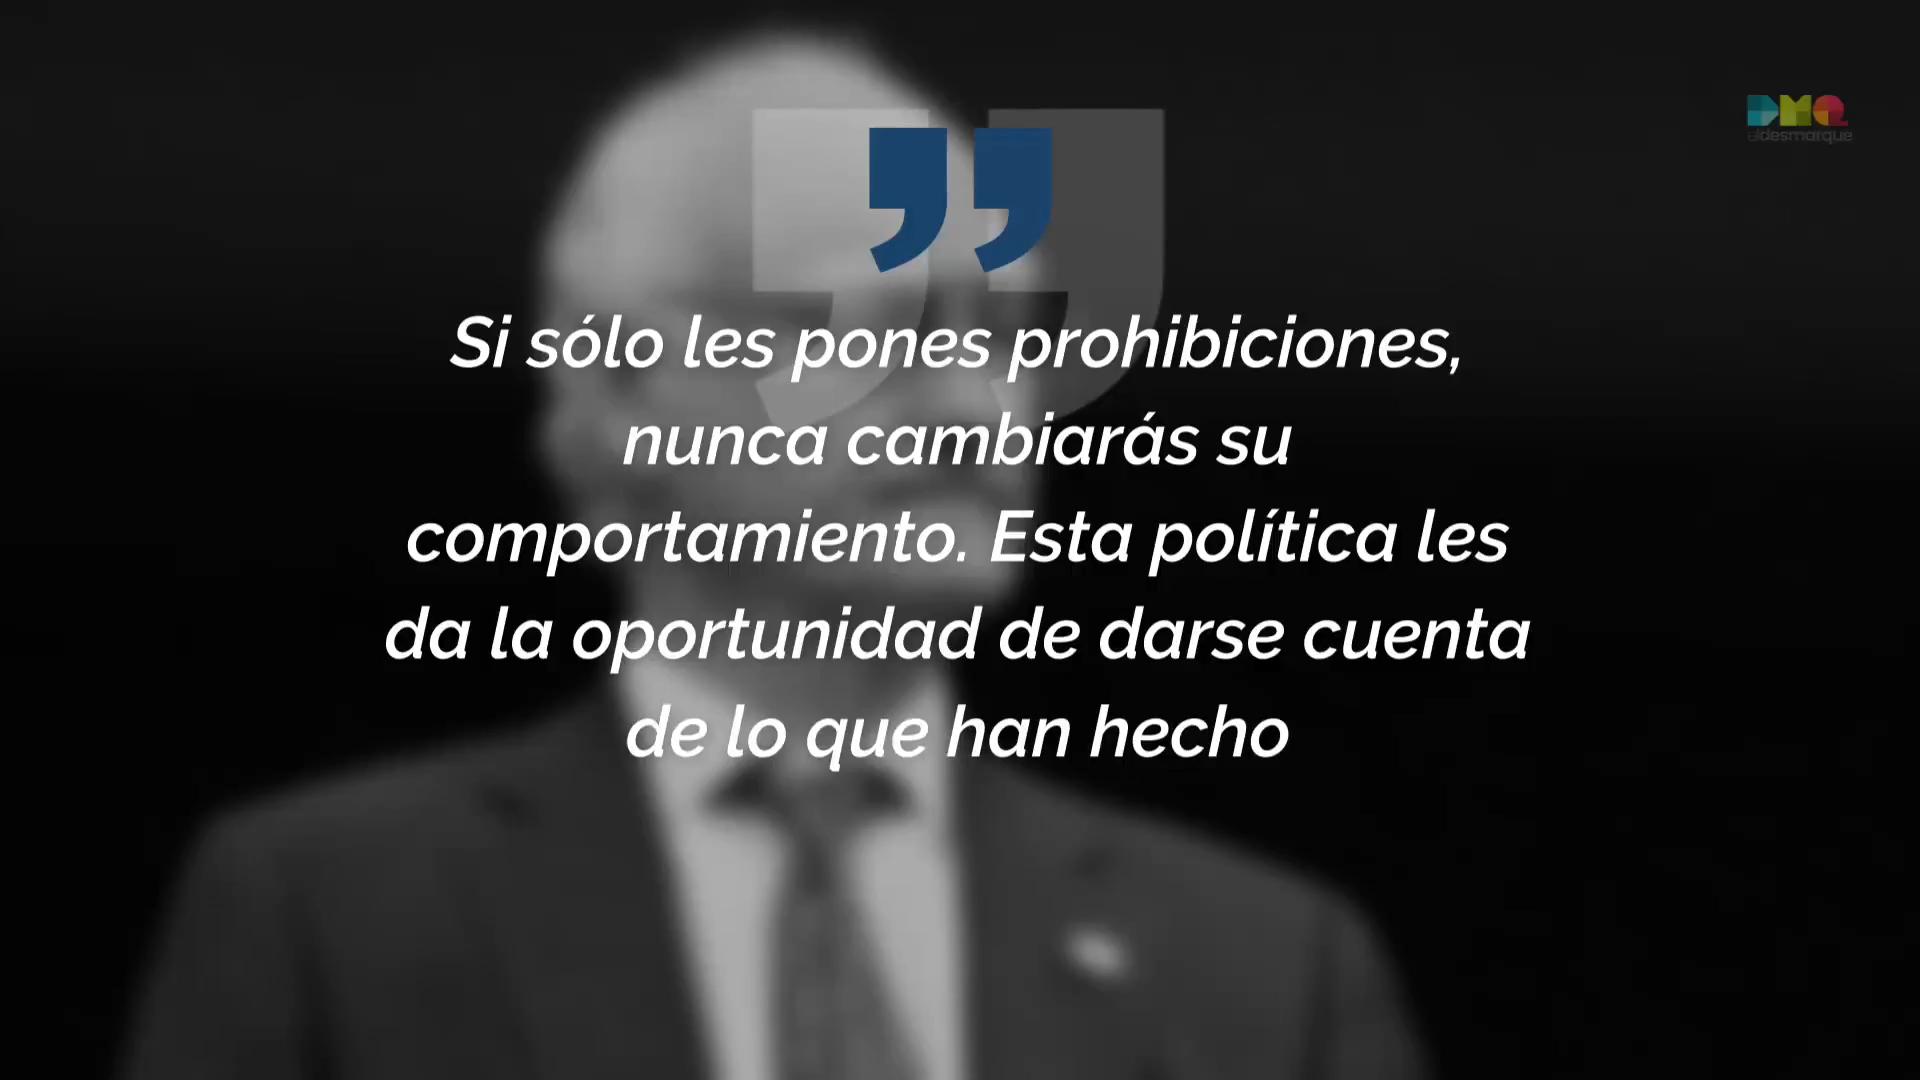 DMQ
eldesmarque
Si sólo les pones prohibiciones,
nunca cambiarás su
comportamiento. Esta política les
da la oportunidad de darse cuenta
de lo que han hecho